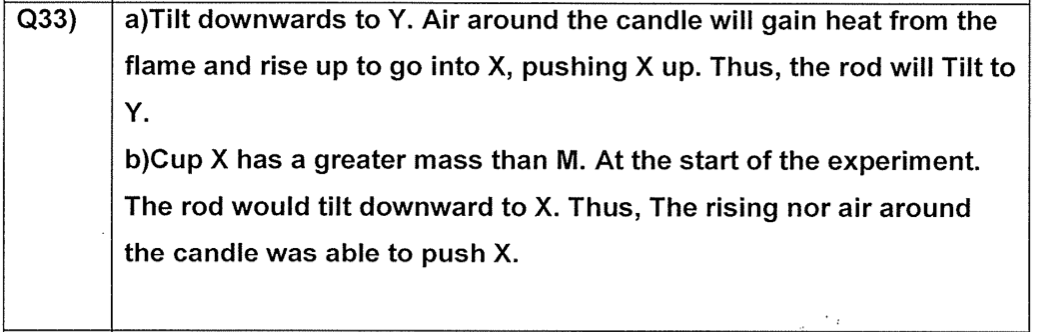 Q33) a)Tilt downwards to Y. Air around the candle will gain heat from the
flame and rise up to go into X, pushing X up. Thus, the rod will Tilt to
Y.
b)Cup X has a greater mass than M. At the start of the experiment.
The rod would tilt downward to X. Thus, The rising nor air around
the candle was able to push X.